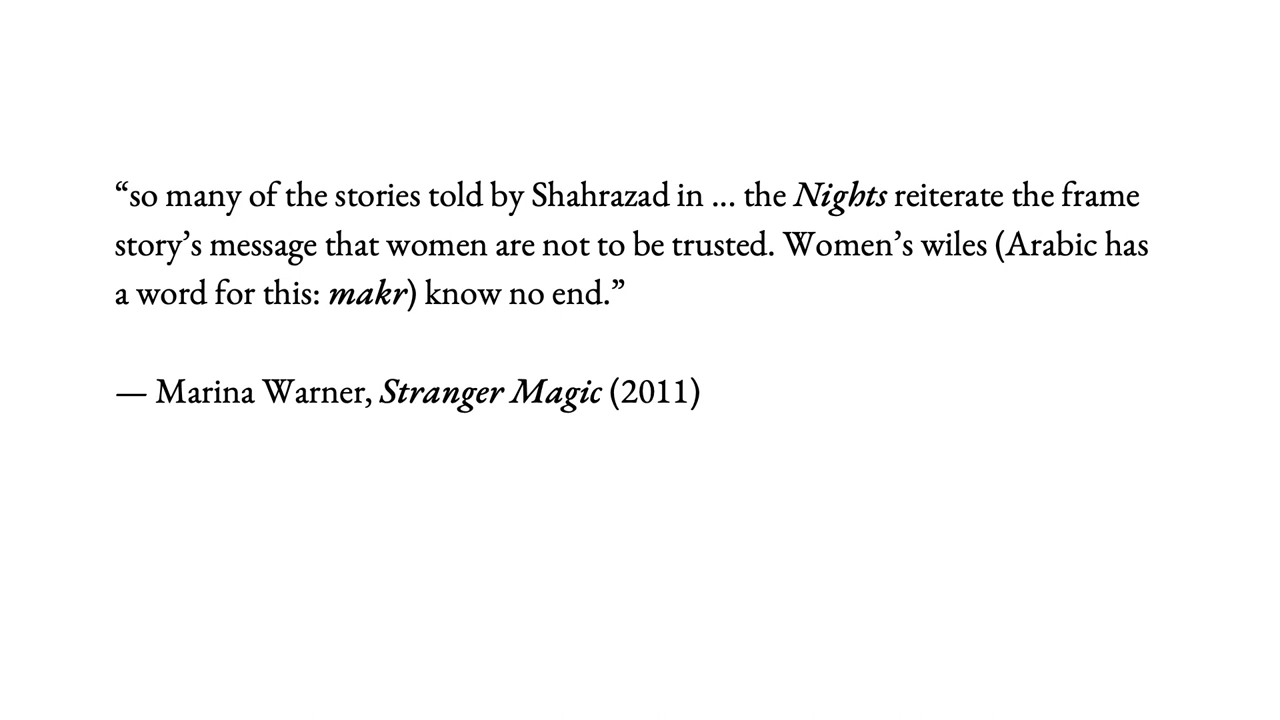 “so many of the stories told by Shahrazad in ... the Nights reiterate the frame
story’s message that women are not to be trusted. Women’s wiles (Arabic has
a word for this: makr) know no end.”
— Marina Warner, Stranger Magic (2011)